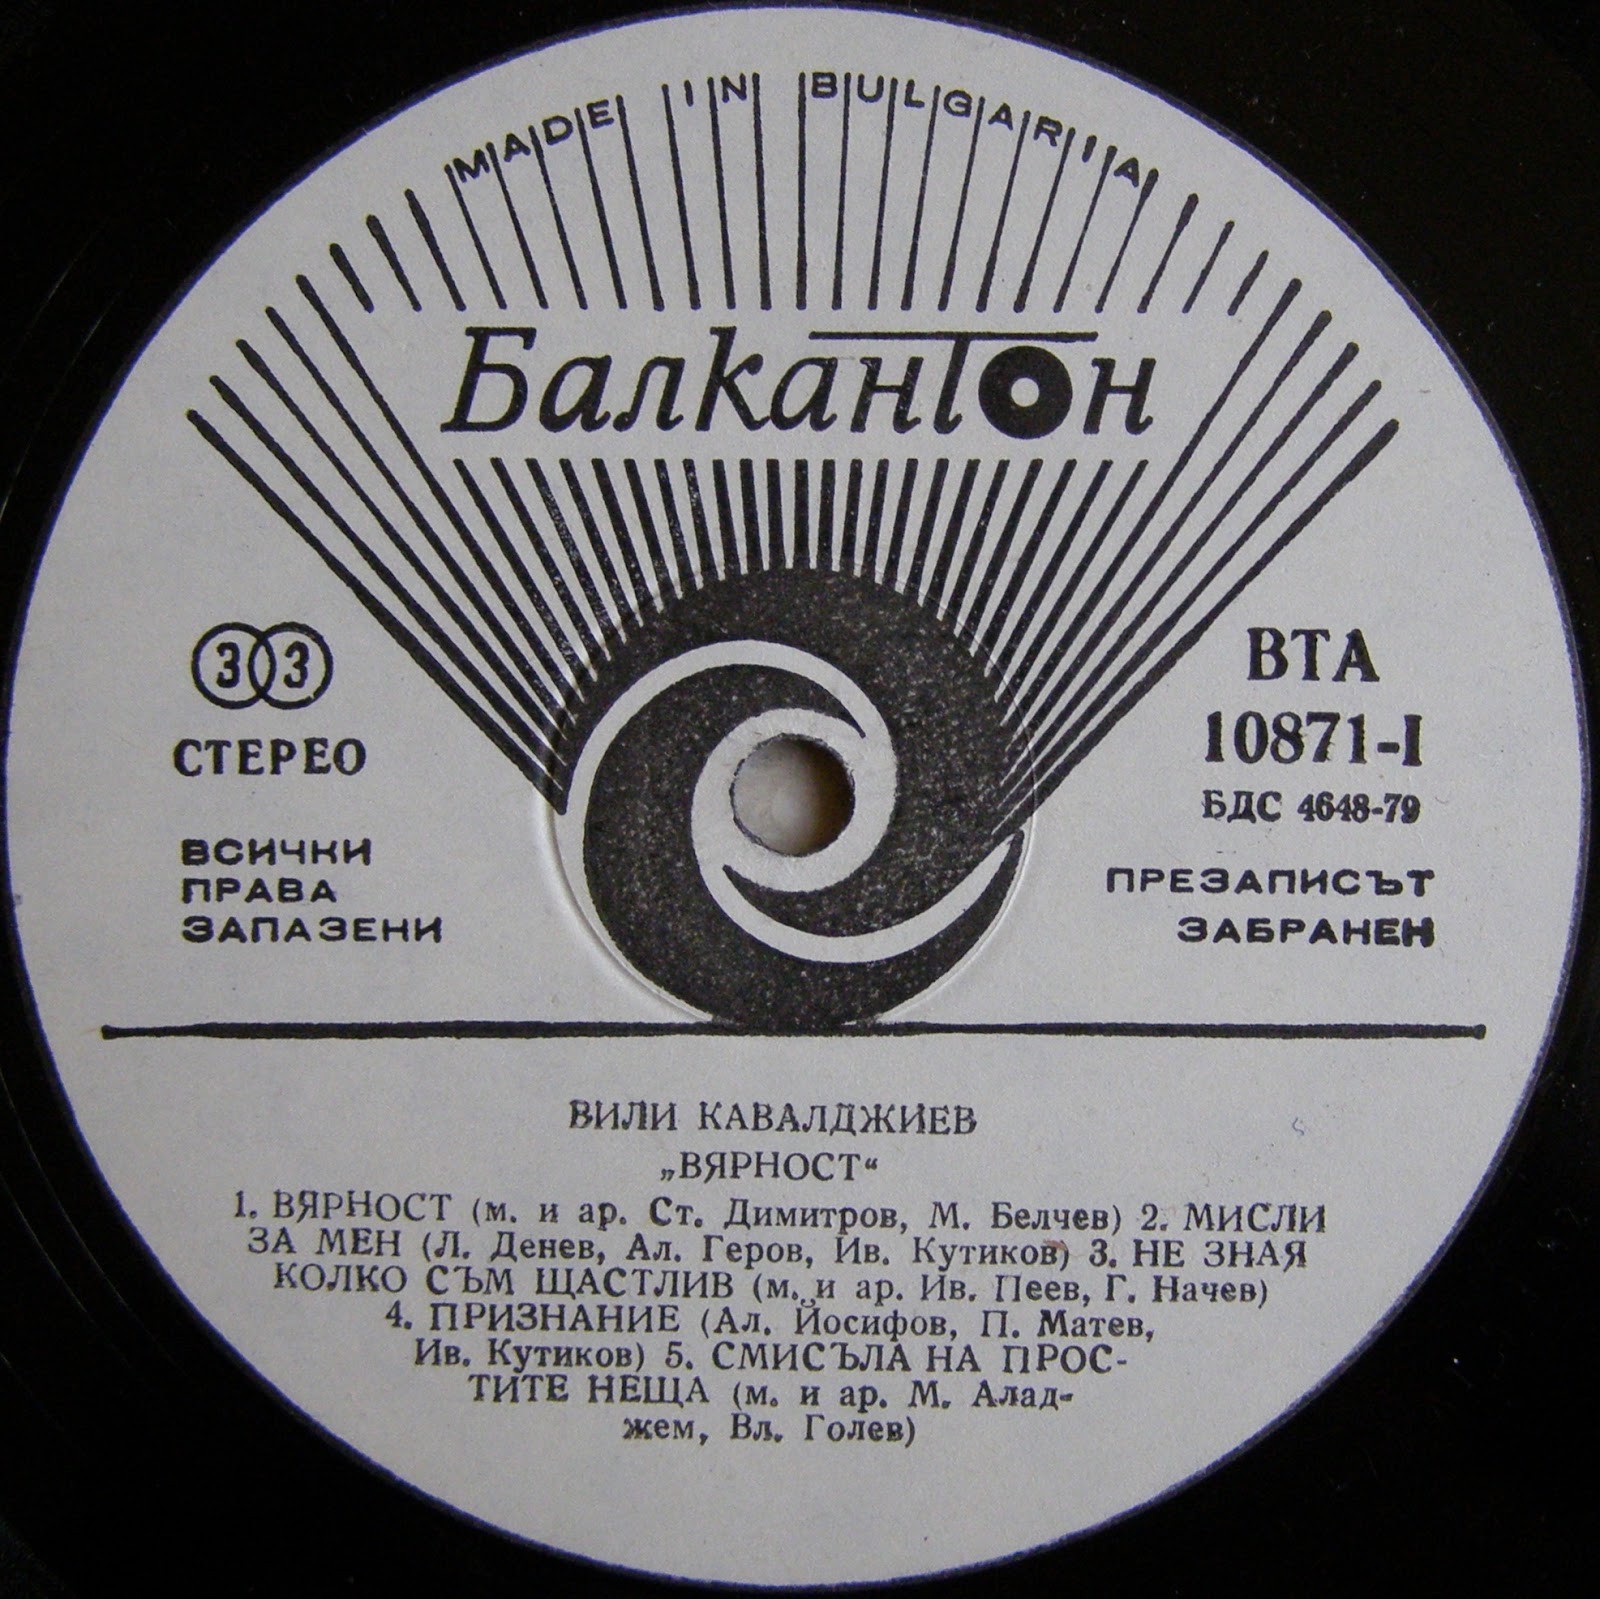 MADE IN BULGARIA
Балкантон
33
СТЕРЕО
ВСИЧКИ
ПРАВА
ЗАПАЗЕНИ
ВТА
10871-I
БДС 4648-79
ПРЕЗАПИСЪТ
ЗАБРАНЕН
ВИЛИ КАВАЛДЖИЕВ
„ВЯРНОСТ“
1. ВЯРНОСТ (м. и ар. Ст. Димитров, М. Белчев) 2. МИСЛИ
ЗА МЕН (Л. Денев, Ал. Геров, Ив. Кутиков) 3. НЕ ЗНАЯ
КОЛКО СЪМ ЩАСТЛИВ (м. и ар. Ив. Пеев, Г. Начев)
4. ПРИЗНАНИЕ (Ал. Йосифов, П. Матев,
Ив. Кутиков) 5. СМИСЪЛА НА ПРОС-
ТИТЕ НЕЩА (м. и ар. М. Алад-
жем, Вл. Голев)